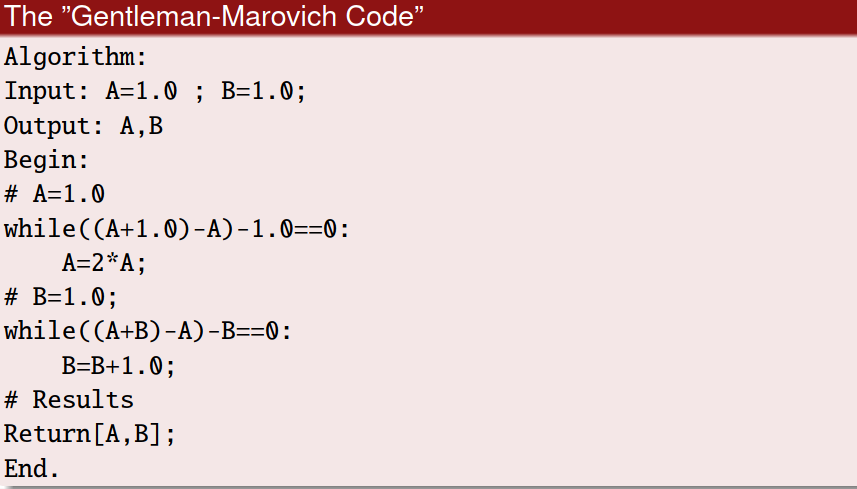 The ”Gentleman-Marovich Code”
Algorithm:
Input: A=1.0 ; B=1.0;
Output: A,B
Begin:
# A=1.0
while((A+1.0)-A)-1.0==0:
A=2*A;
# B=1.0;
while((A+B)-A)-B==0:
B=B+1.0;
# Results
Return[A,B];
End.